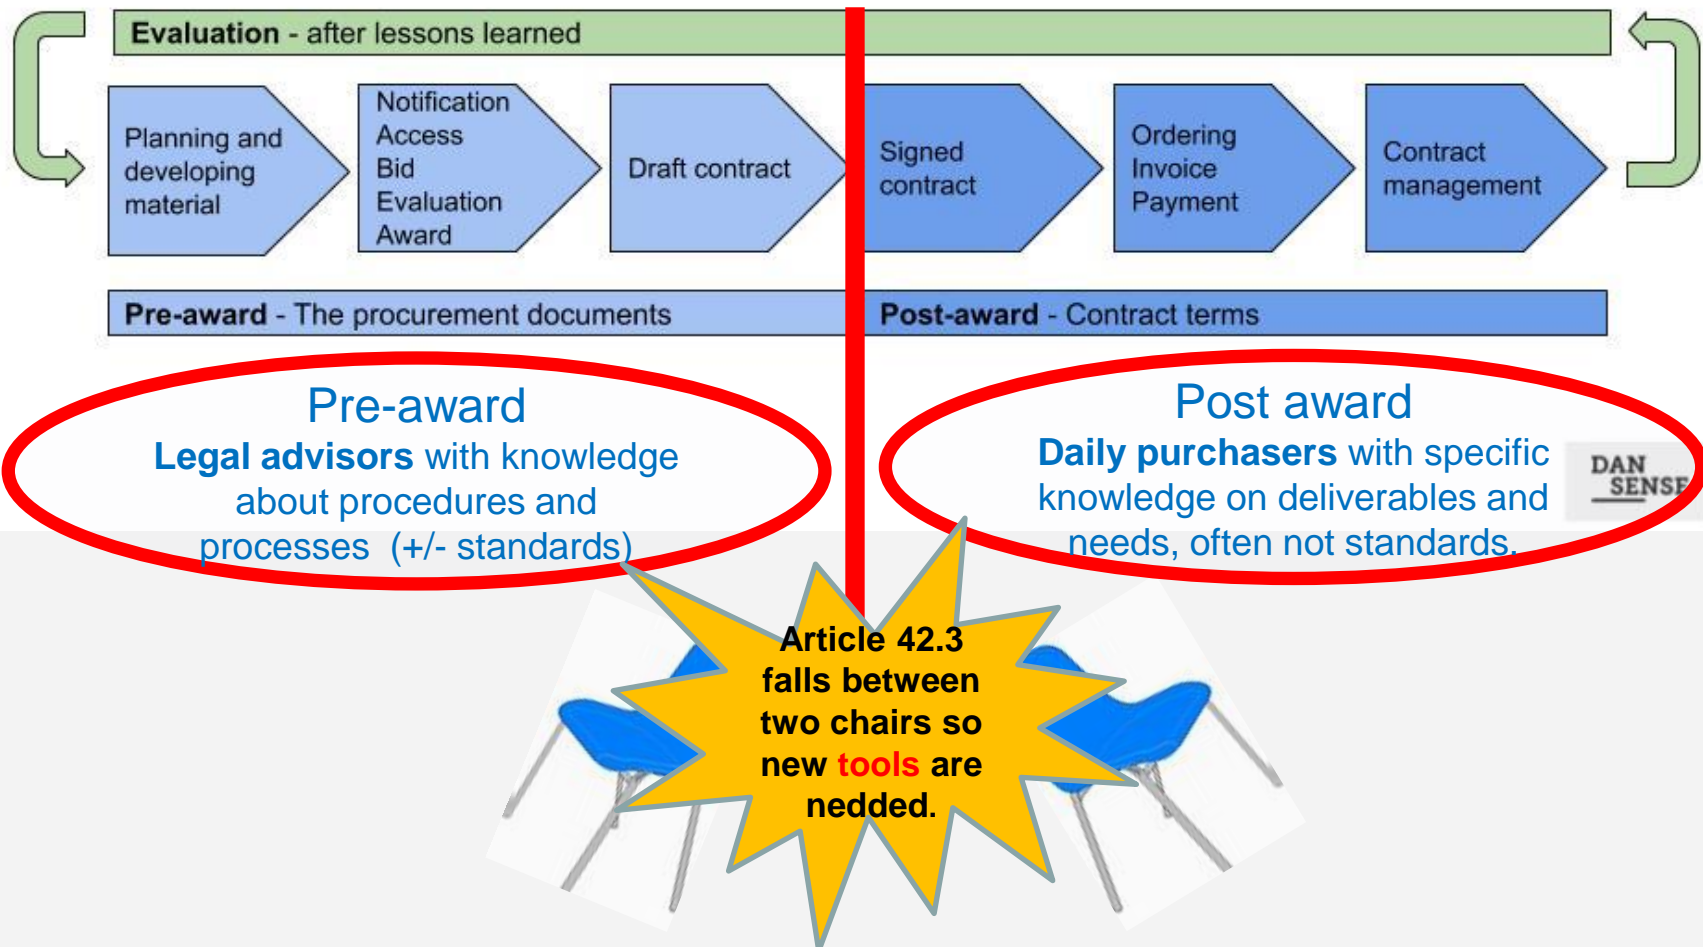 Evaluation - after lessons learned
Planning and
developing
material
Notification
Access
Bid
Evaluation
Award
Draft contract
Signed
contract
Ordering
Invoice
Payment
Contract
management
Pre-award - The procurement documents
Post-award - Contract terms
Pre-award
Legal advisors with knowledge
about procedures and
processes (+/- standards)
Post award
Daily purchasers with specific
knowledge on deliverables and
needs, often not standards.
DAN
SENSE
Article 42.3
falls between
two chairs so
new tools are
nedded.